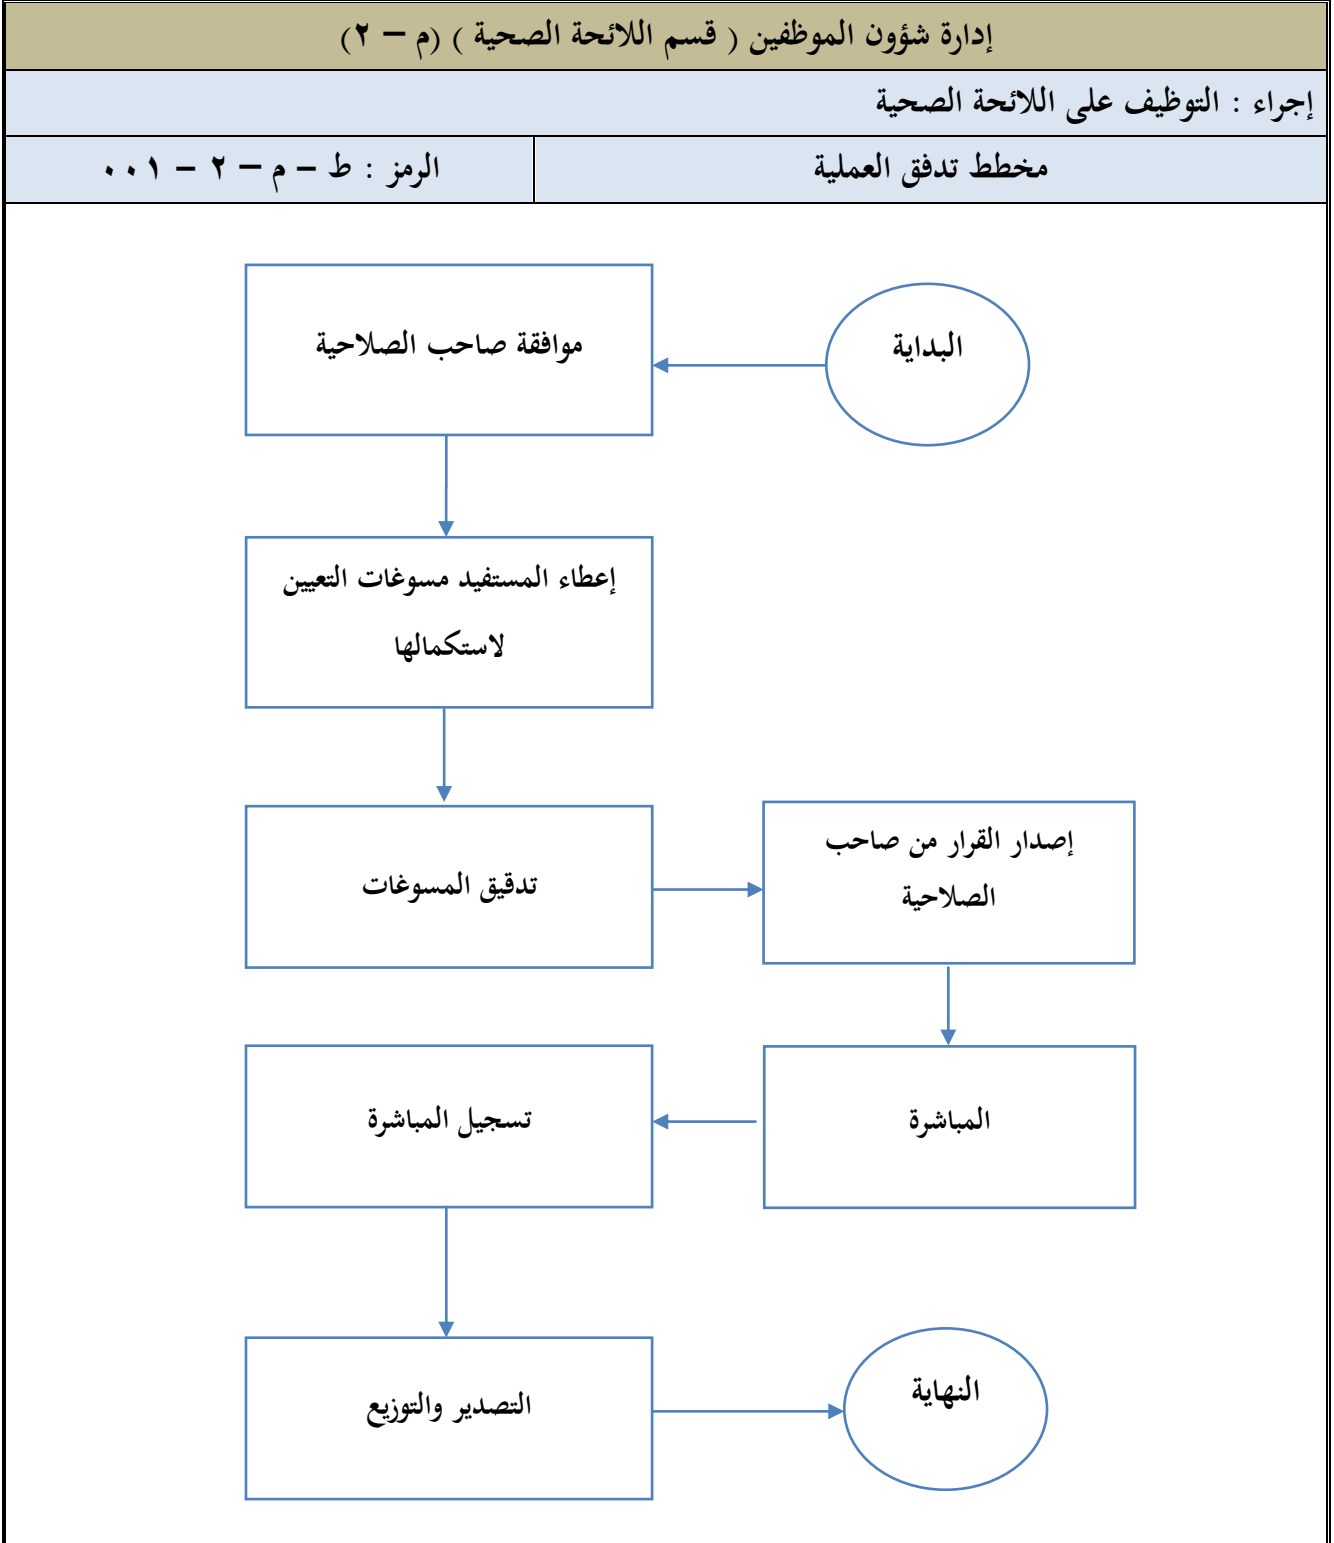 إدارة شؤون الموظفين ( قسم اللائحة الصحية ) (م – ٢)
إجراء : التوظيف على اللائحة الصحية
مخطط تدفق العملية
الرمز : ط – م – ٢ – ٠٠١
البداية
موافقة صاحب الصلاحية
إعطاء المستفيد مسوغات التعيين
لاستكمالها
تدقيق المسوغات
إصدار القرار من صاحب
الصلاحية
المباشرة
تسجيل المباشرة
التصدير والتوزيع
النهاية